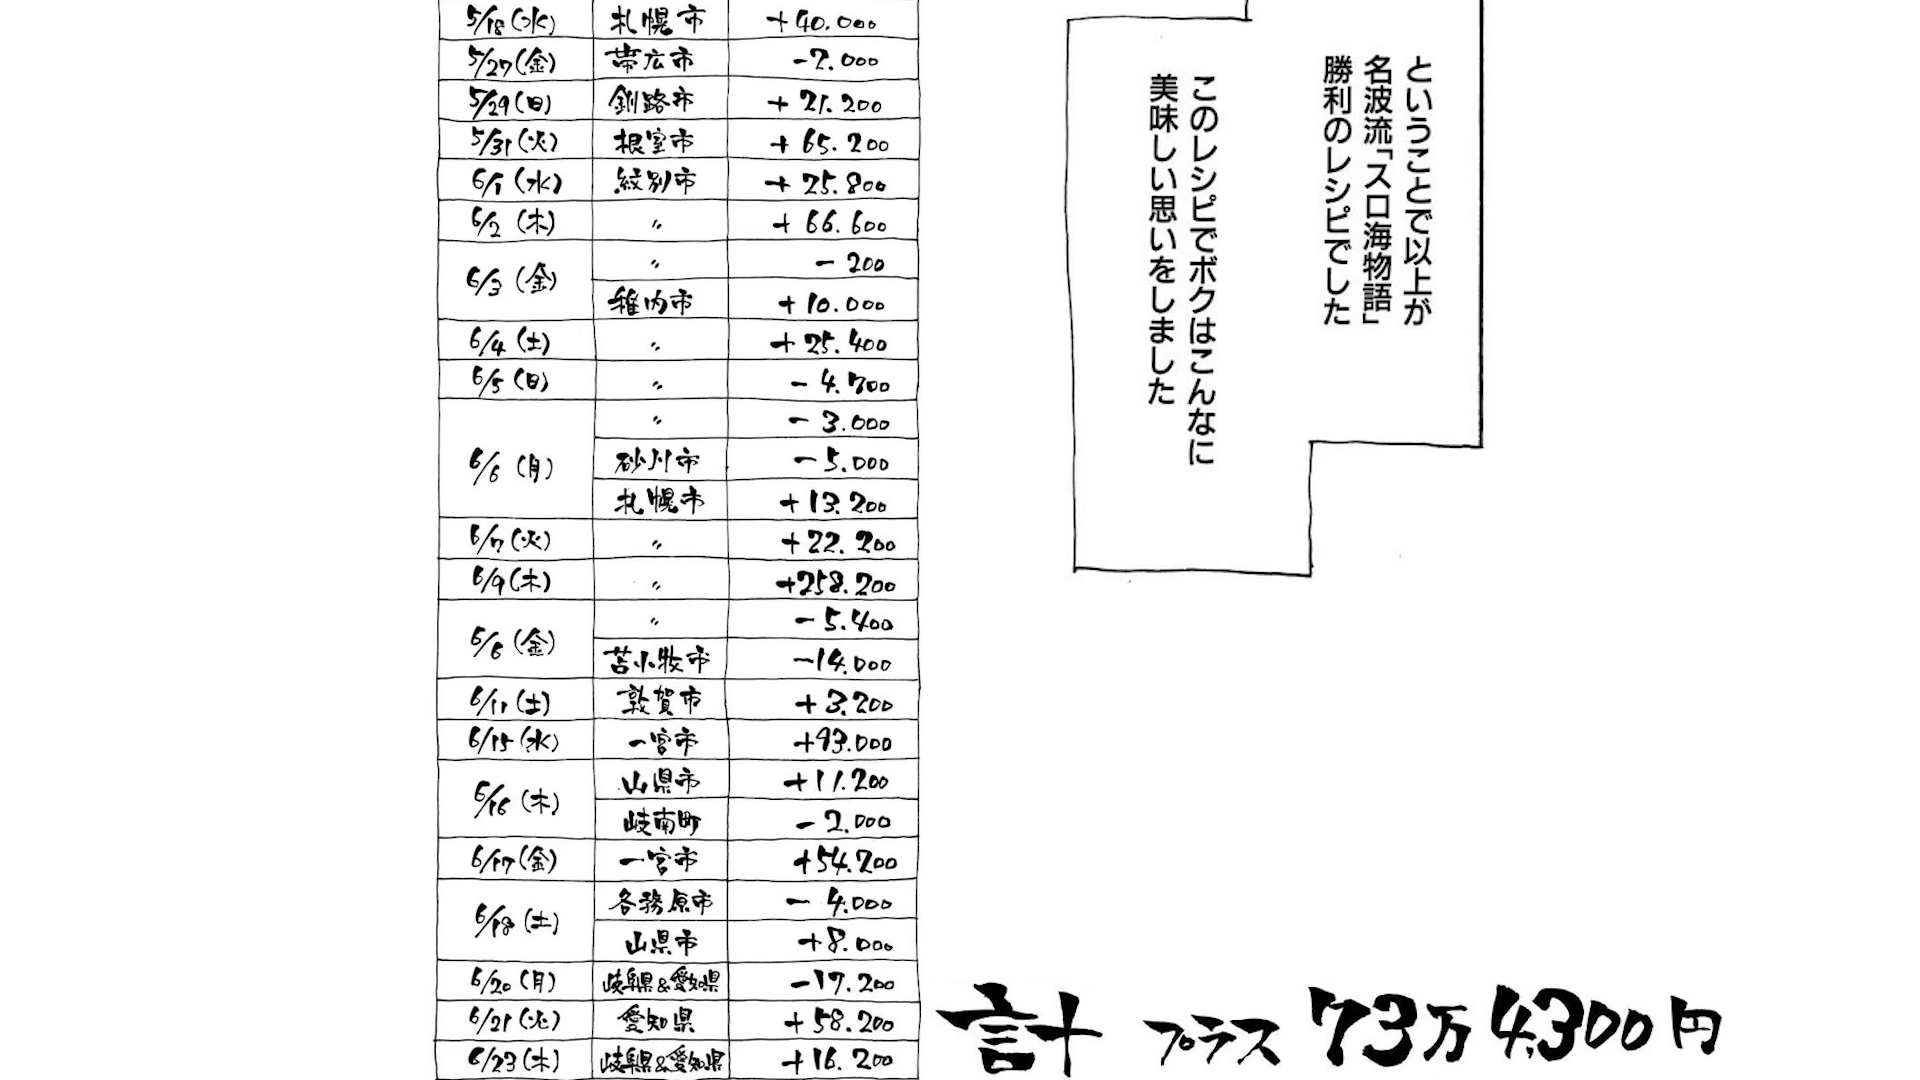 ということで以上が
名波流「スロ海物語」
勝利のレシピでした
このレシピでボクはこんなに
美味しい思いをしました
5/18(水) 札幌市 +40.000
5/27(金) 帯広市 -2.000
5/29(日) 釧路市 +21.200
5/31(火) 根室市 +65.200
6/1(水) 紋別市 +25.800
6/2(木) 〃 +66.600
6/3(金) 〃 -200
稚内市 +10.000
6/4(土) 〃 +25.400
6/5(日) 〃 -4.700
6/6(月) 〃 -3.000
砂川市 -5.000
札幌市 +13.200
6/7(火) 〃 +22.200
6/9(木) 〃 +258.200
6/6(金) 〃 -5.400
苫小牧市 -14.000
6/11(土) 敦賀市 +3.200
6/15(水) 一宮市 +93.000
6/16(木) 山県市 +11.200
岐南町 -2.000
6/17(金) 一宮市 +54.200
6/18(土) 各務原市 -4.000
山県市 +8.000
6/20(月) 岐阜県&愛知県 -17.200
6/21(火) 愛知県 +58.200
6/23(木) 岐阜県&愛知県 +16.200
計 プラス 73万4,300円